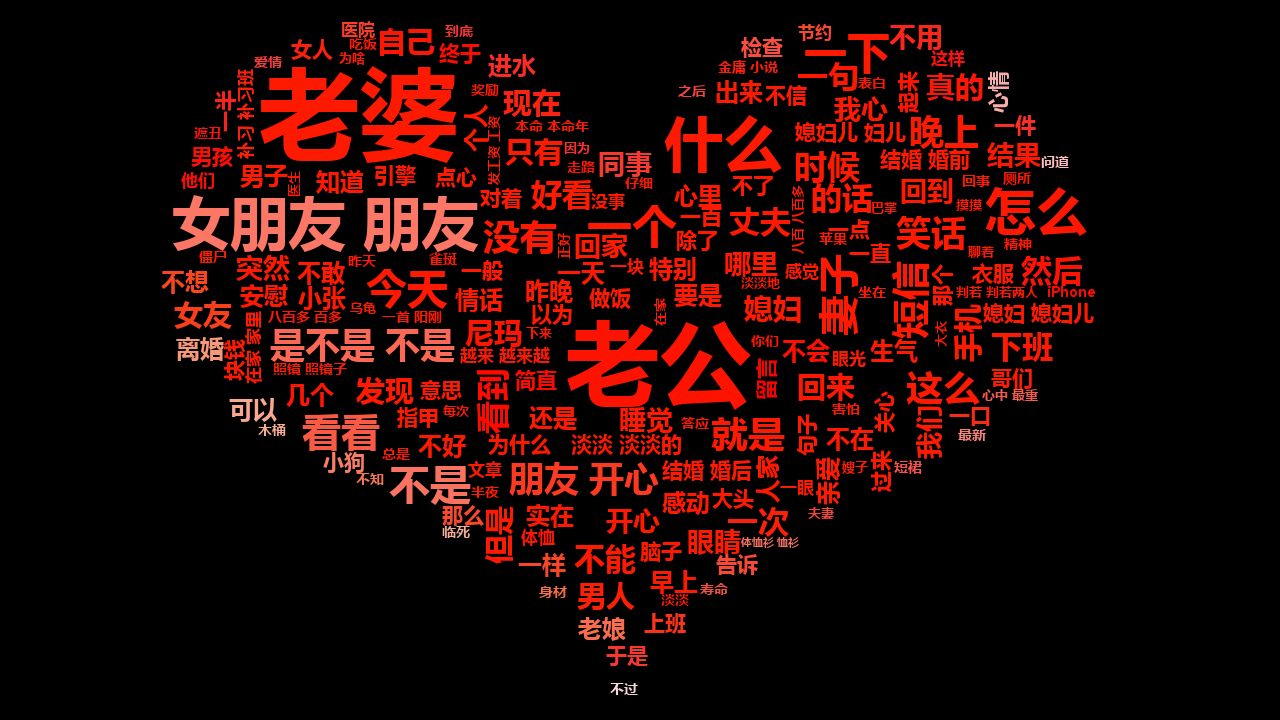 医院
到底
节约
自己
一下
不用
吃饭
女人
终于
检查
为啥
这样
爱情
进水
金庸 小说
一句
真的
心情
老婆
补习班
一半
奖励
现在
之后
出来
不信
表白
起来
我心
个人
工资
本命 本命年
什么
媳妇儿 妇儿
晚上
一件
遮丑
补习
男孩
发工资
只有
因为
同事
时候
结婚 婚前
结果
问道
走路
他们
男子
医生
知道
引擎
点心
仔细
不了
回到
回事
厕所
对着
好看
没事
心里
八百 八百多
的话
巴掌
摸摸
怎么
女朋友 朋友
一个
一百
丈夫
一点
笑话
没有
正好
回家
除了
苹果
精神
一直
聊着
僵尸
突然
昨天
雀斑
不敢
一般
一天
一块
特别
哪里
感觉
妻子
短信
那个
衣服
然后
不想
今天
淡淡地
安慰
小张
乌龟
情话
昨晚
做饭
在家
要是
坐在
判若 判若两人
iPhone
女友
八百多 百多
一首 阳刚
以为
媳妇
大衣
手机
媳妇 媳妇儿
离婚
家里
是不是 不是
尼玛
下来
老公
你们
不会
眼光
生气
下班
块钱
在家
照镜 照镜子
越来 越来越
留言
哥们
几个
发现
意思
看到
简直
回来
这么
心中 最重
可以
指甲
每次
还是
睡觉
答应
就是
句子
害怕
关心
我们
一口
木桶
看看
不好
为什么
淡淡 淡淡的
不在
最新
小狗
总是
不知
不是
文章
朋友 开心
结婚 婚后
人家
亲爱
嫂子
过来
短裙
半夜
感动
大头
一眼
那么
临死
但是
实在
开心
一次
夫妻
体恤
一样
不能
脑子
眼睛
体恤衫 恤衫
告诉
身材
男人
早上
淡淡
寿命
老娘
上班
于是
不过